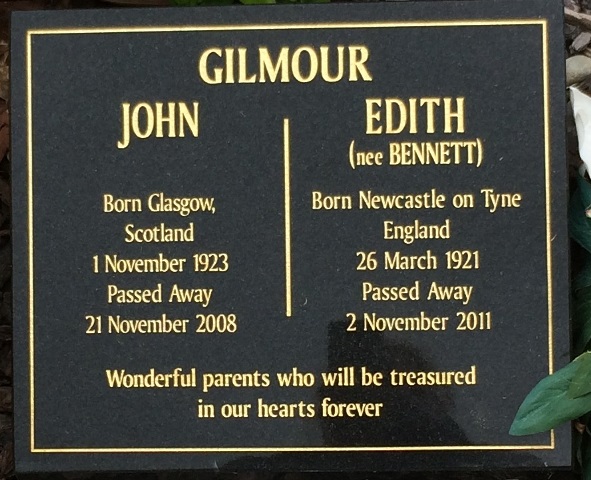 GILMOUR
JOHN
Born Glasgow,
Scotland
1 November 1923
Passed Away
21 November 2008
EDITH
(nee BENNETT)
Born Newcastle on Tyne
England
26 March 1921
Passed Away
2 November 2011
Wonderful parents who will be treasured
in our hearts forever